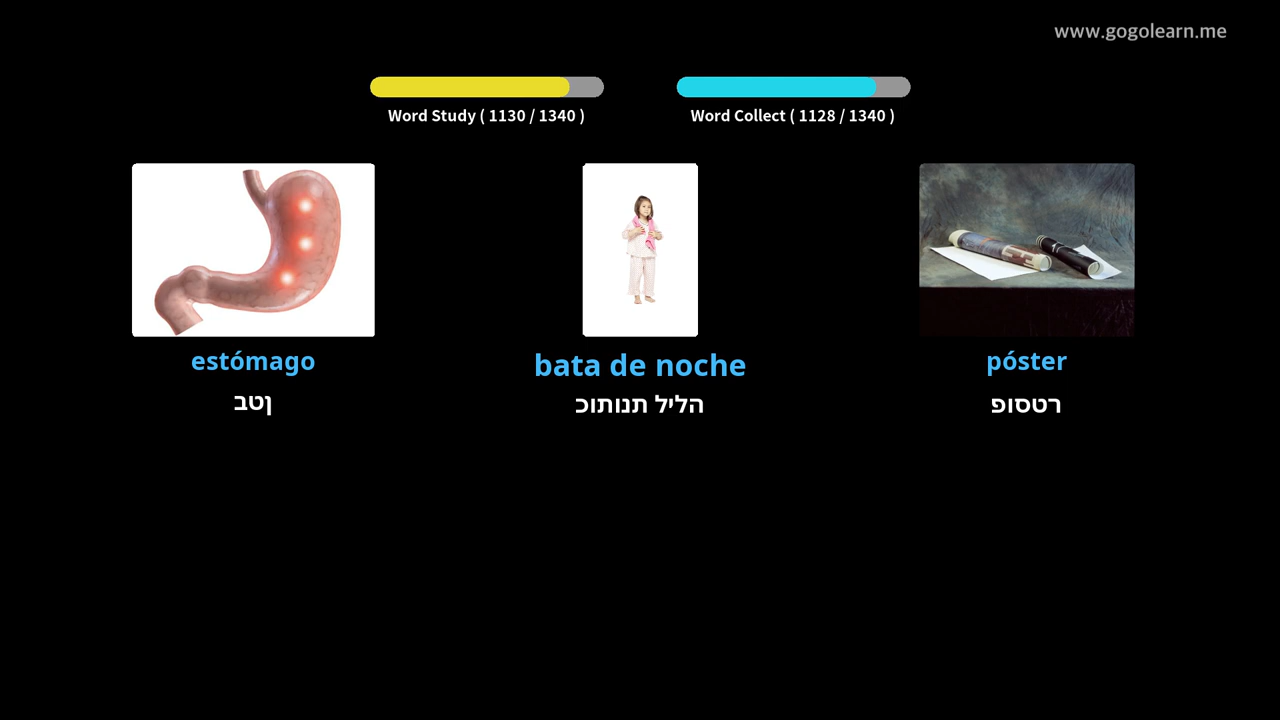 www.gogolearn.me
Word Study ( 1130 / 1340 )
Word Collect ( 1128 / 1340 )
estómago
ןטב
bata de noche
הליל תנותוכ
póster
רטסופ